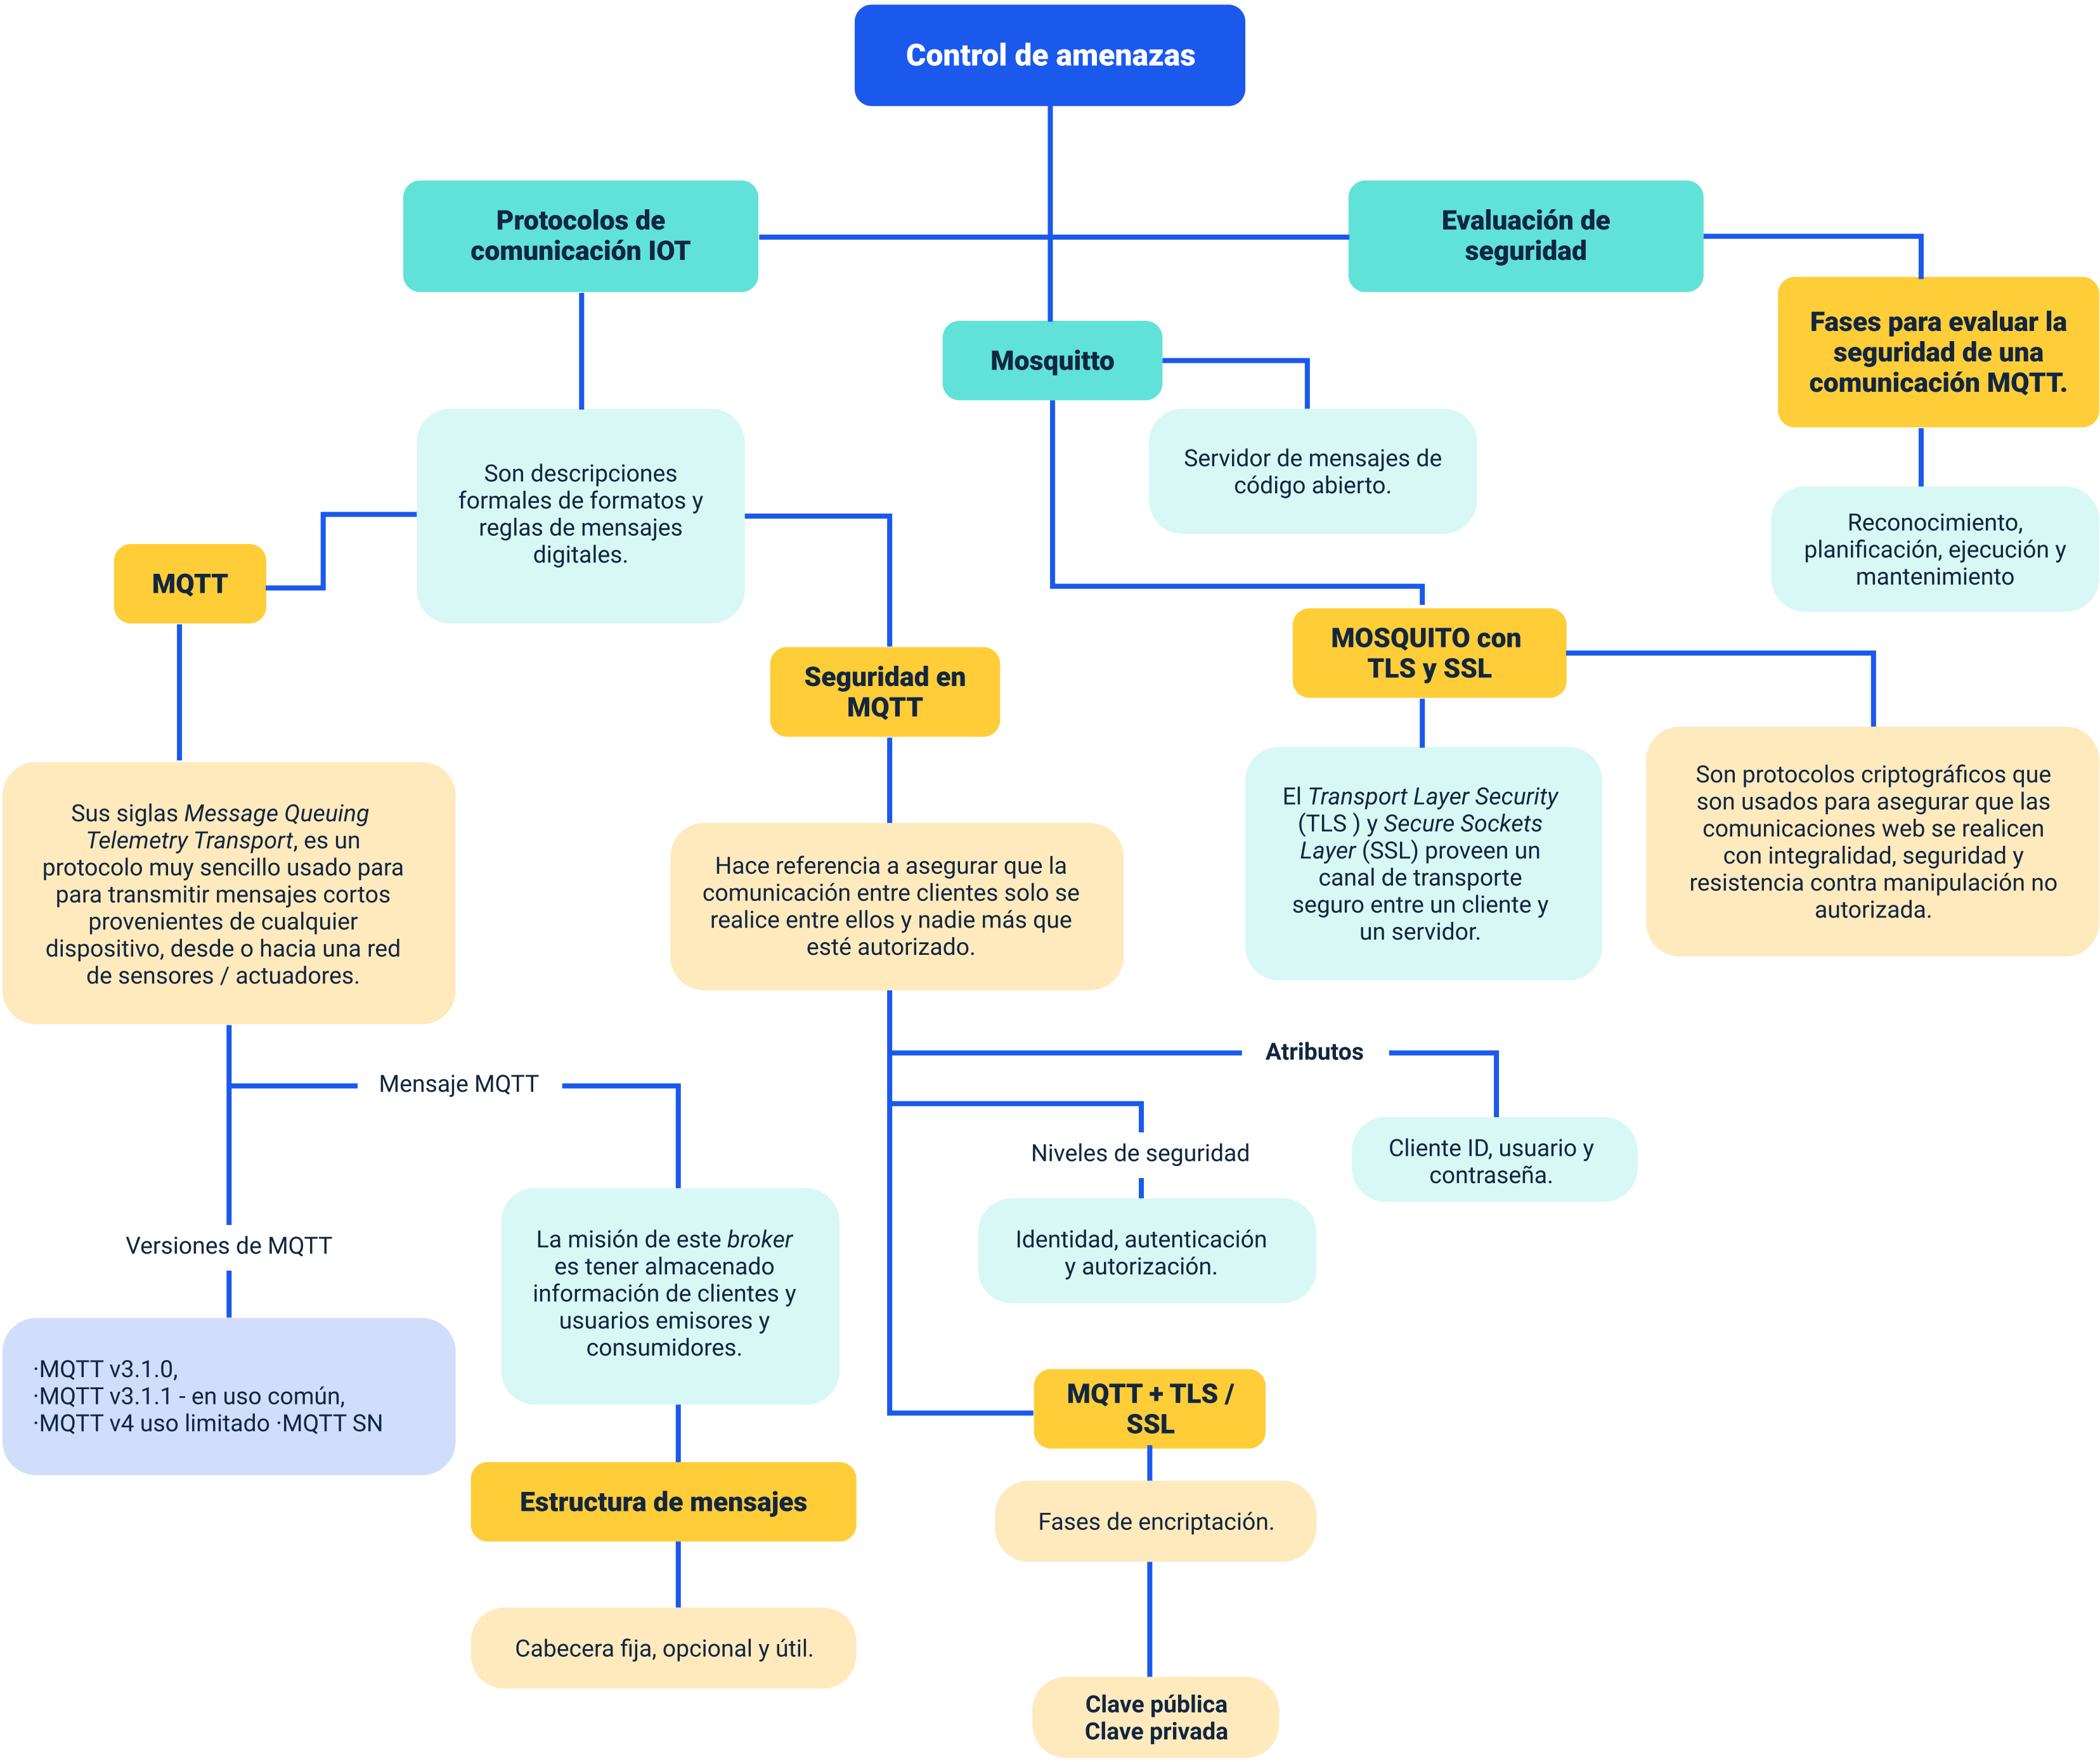 Control de amenazas
Protocolos de
comunicación IOT
Evaluación de
seguridad
Fases para evaluar la
seguridad de una
comunicación MQTT.
Mosquitto
Servidor de mensajes de
código abierto.
Son descripciones
formales de formatos y
reglas de mensajes
digitales.
Reconocimiento,
planificación, ejecución y
mantenimiento
MQTT
Seguridad en
MQTT
MOSQUITO con
TLS y SSL
Sus siglas Message Queuing
Telemetry Transport, es un
protocolo muy sencillo usado para
para transmitir mensajes cortos
provenientes de cualquier
dispositivo, desde o hacia una red
de sensores / actuadores.
Hace referencia a asegurar que la
comunicación entre clientes solo se
realice entre ellos y nadie más que
esté autorizado.
El Transport Layer Security
(TLS ) y Secure Sockets
Layer (SSL) proveen un
canal de transporte
seguro entre un cliente y
un servidor.
Son protocolos criptográficos que
son usados para asegurar que las
comunicaciones web se realicen
con integralidad, seguridad y
resistencia contra manipulación no
autorizada.
Atributos
Mensaje MQTT
Niveles de seguridad
Cliente ID, usuario y
contraseña.
Versiones de MQTT
La misión de este broker
es tener almacenado
información de clientes y
usuarios emisores y
consumidores.
Identidad, autenticación
y autorización.
·MQTT v3.1.0,
·MQTT v3.1.1 - en uso común,
·MQTT v4 uso limitado ·MQTT SN
MQTT + TLS /
SSL
Estructura de mensajes
Fases de encriptación.
Cabecera fija, opcional y útil.
Clave pública
Clave privada